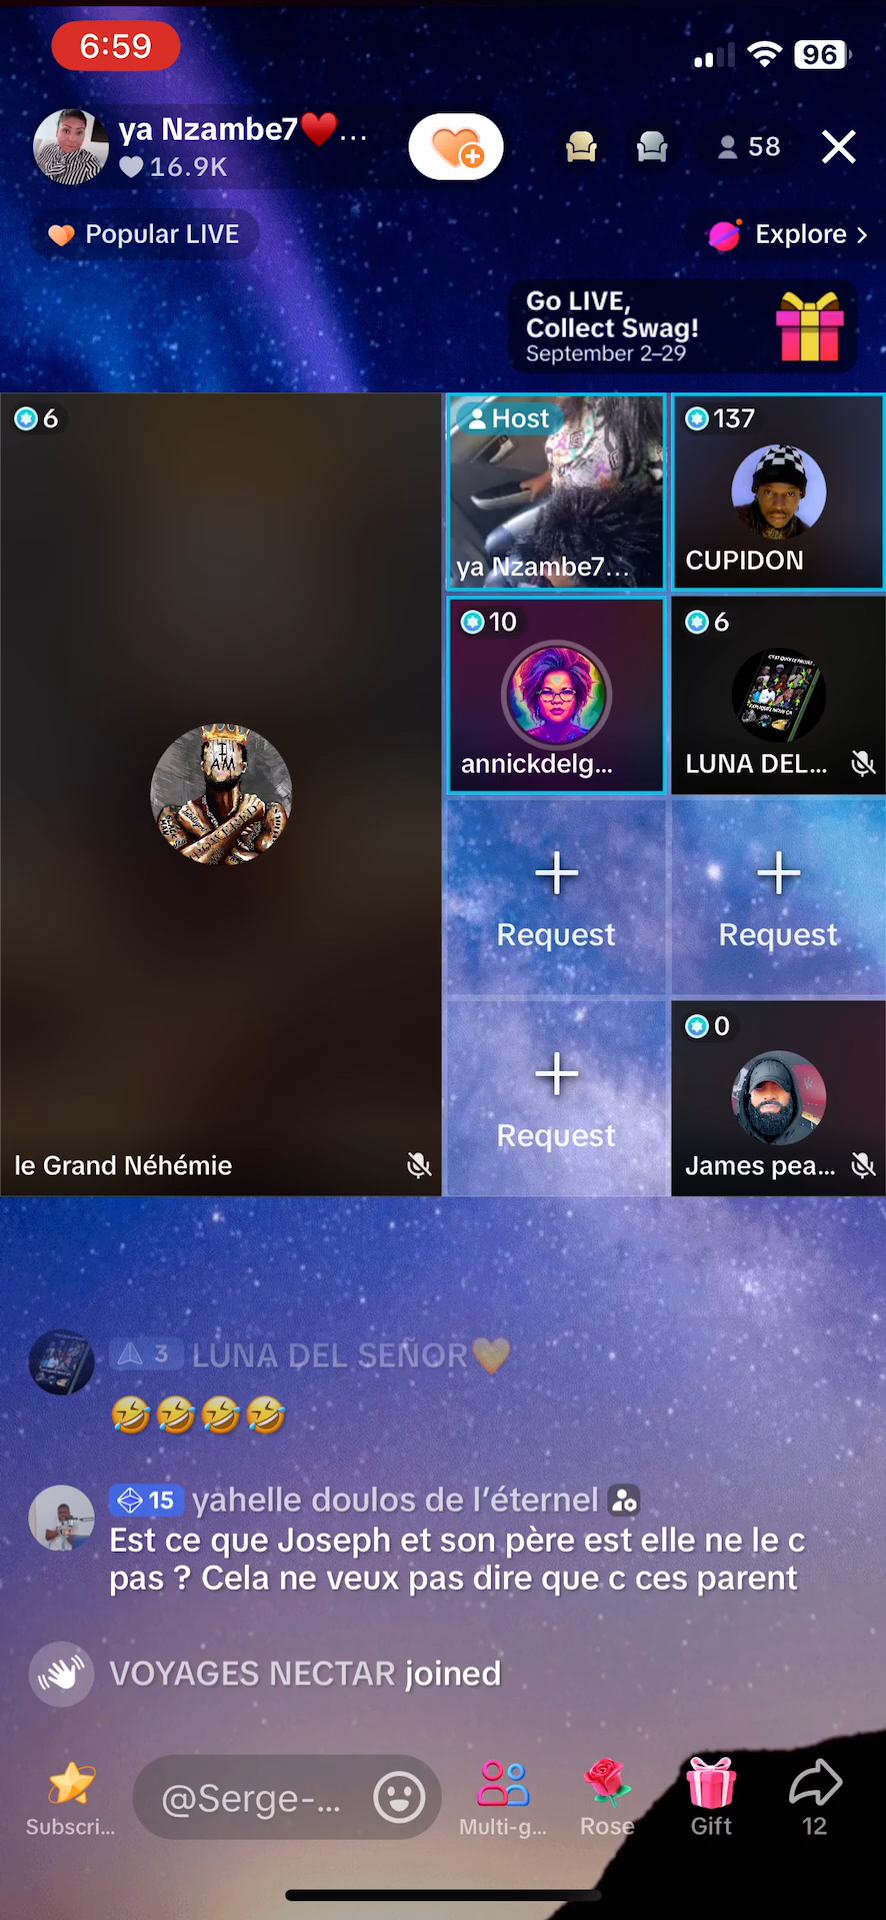 6:59
96
ya Nzambe7❤️...
16.9K
58
Popular LIVE
Explore >
Go LIVE,
Collect Swag!
September 2–29
6
Host
ya Nzambe7...
137
CUPIDON
10
annickdelg...
6
LUNA DEL...
I
AM
Request
Request
Request
0
James pea...
le Grand Néhémie
3 LUNA DEL SEÑOR💛
🤣🤣🤣🤣
15 yahelle doulos de l’éternel
Est ce que Joseph et son père est elle ne le c
pas ? Cela ne veux pas dire que c ces parent
VOYAGES NECTAR joined
@Serge-...
Subscri...
Multi-g...
Rose
Gift
12